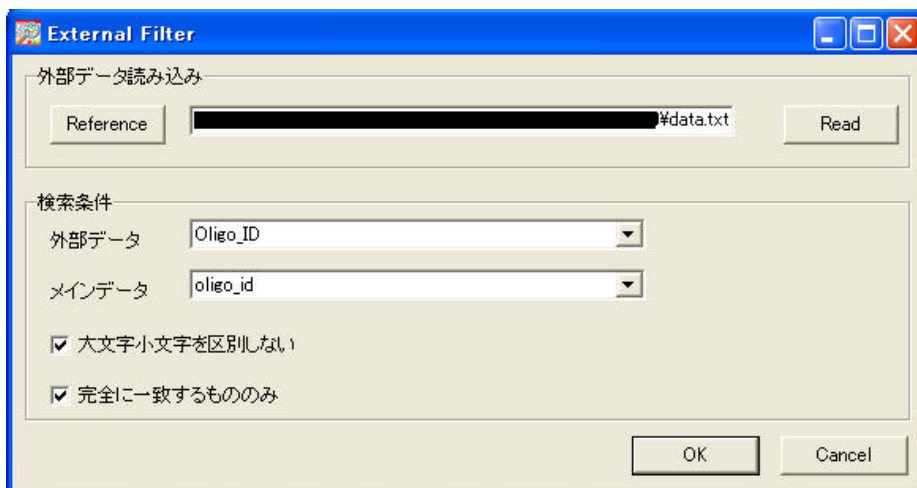 External Filter
外部データ読み込み
Reference
¥data.txt
Read
検索条件
外部データ
Oligo_ID
メインデータ
oligo_id
大文字小文字を区別しない
完全に一致するもののみ
OK
Cancel